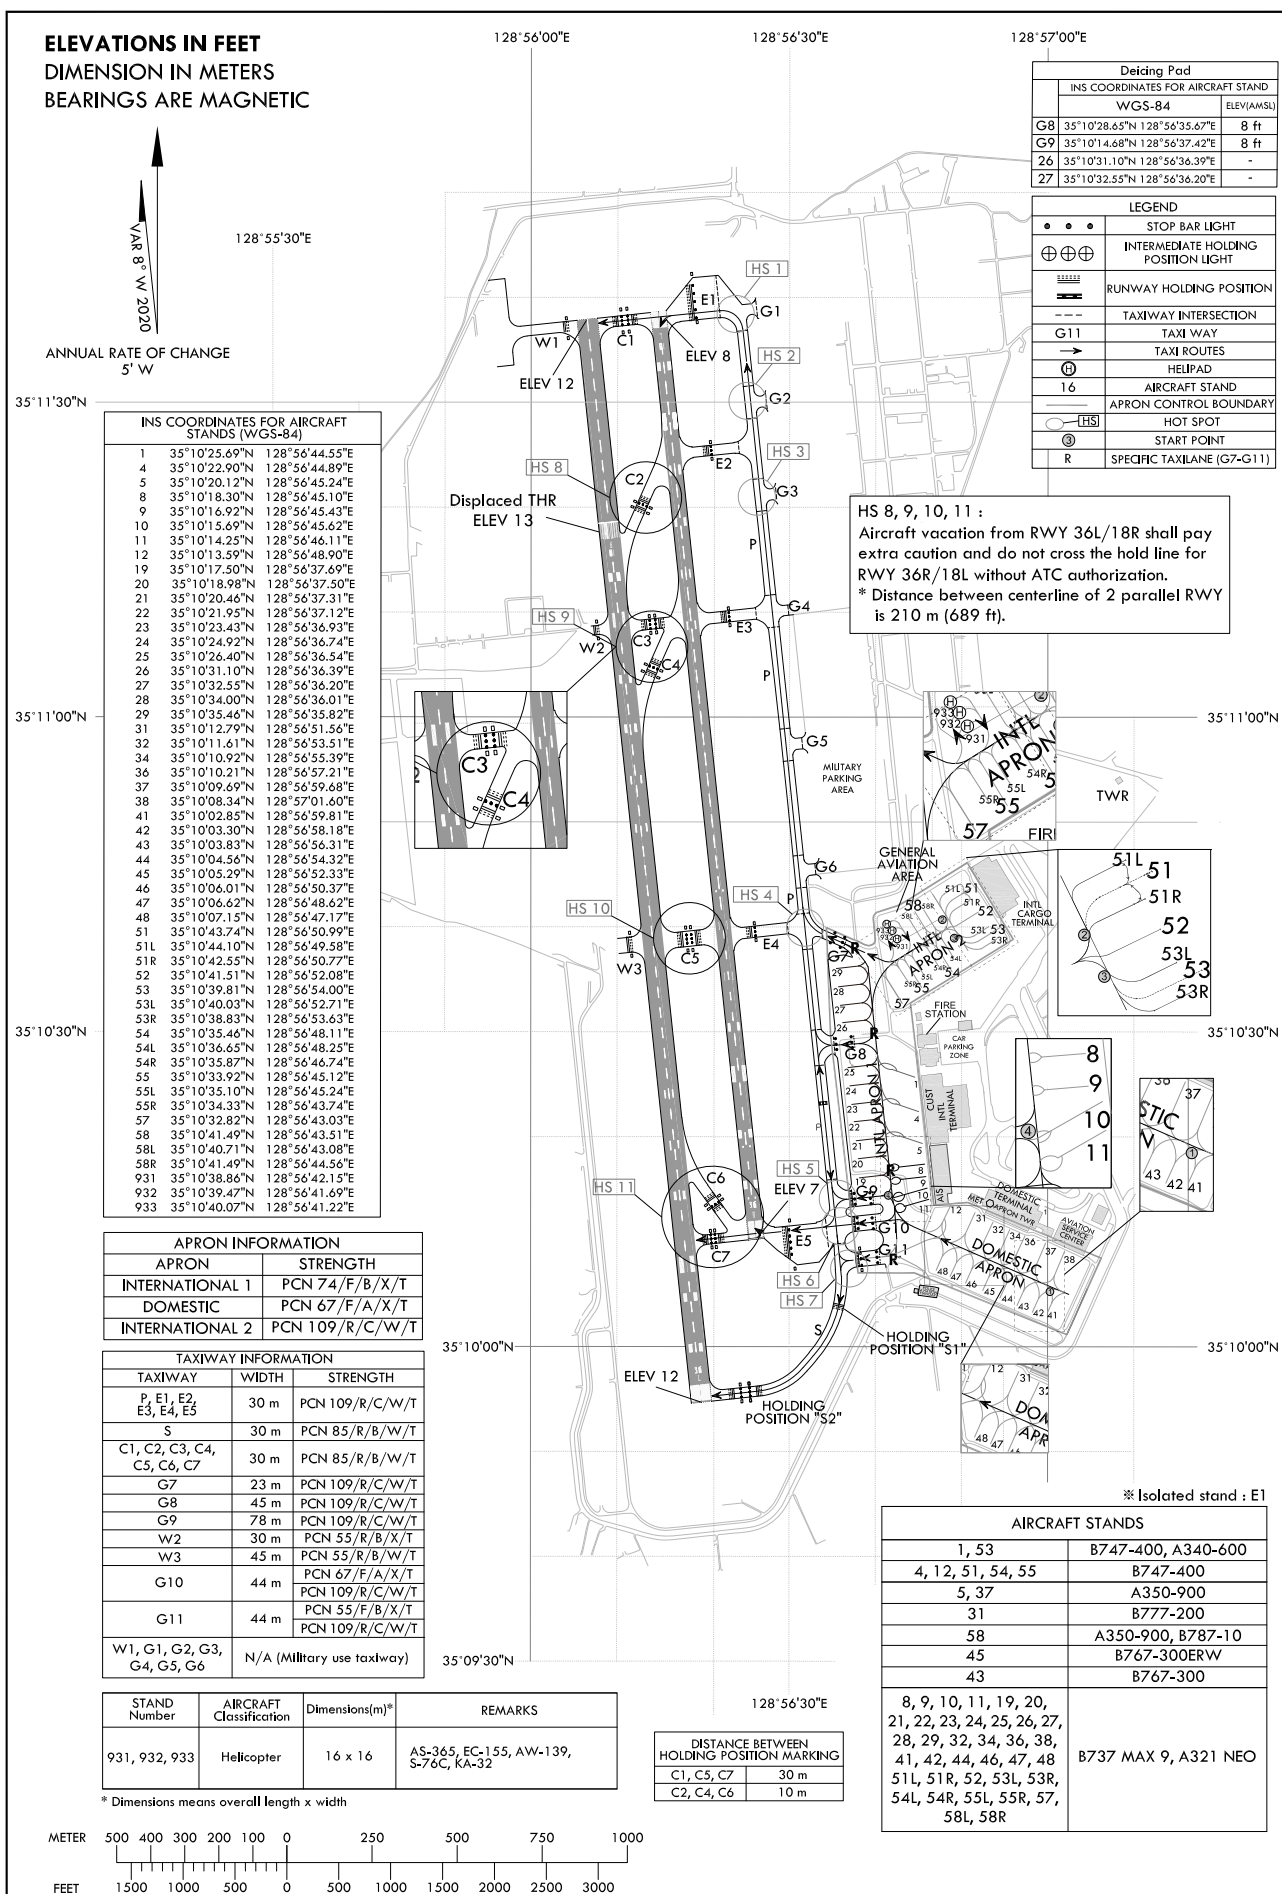 ELEVATIONS IN FEET
DIMENSION IN METERS
BEARINGS ARE MAGNETIC
VAR 8° W 2020
ANNUAL RATE OF CHANGE
5' W
128°56'00"E
128°56'30"E
128°57'00"E
128°55'30"E
35°11'30"N
35°11'00"N
35°10'30"N
35°11'00"N
35°10'30"N
35°10'00"N
35°10'00"N
35°09'30"N
128°56'30"E
Deicing Pad
INS COORDINATES FOR AIRCRAFT STAND
WGS-84 ELEV(AMSL)
G8 35°10'28.65"N 128°56'35.67"E 8 ft
G9 35°10'14.68"N 128°56'37.42"E 8 ft
26 35°10'31.10"N 128°56'36.39"E -
27 35°10'32.55"N 128°56'36.20"E -
LEGEND
STOP BAR LIGHT
INTERMEDIATE HOLDING
POSITION LIGHT
RUNWAY HOLDING POSITION
TAXIWAY INTERSECTION
G11 TAXI WAY
TAXI ROUTES
H HELIPAD
16 AIRCRAFT STAND
APRON CONTROL BOUNDARY
HS HOT SPOT
3 START POINT
R SPECIFIC TAXILANE (G7-G11)
HS 8, 9, 10, 11 :
Aircraft vacation from RWY 36L/18R shall pay
extra caution and do not cross the hold line for
RWY 36R/18L without ATC authorization.
* Distance between centerline of 2 parallel RWY
is 210 m (689 ft).
INS COORDINATES FOR AIRCRAFT
STANDS (WGS-84)
1 35°10'25.69"N 128°56'44.55"E
4 35°10'22.90"N 128°56'44.89"E
5 35°10'20.12"N 128°56'45.24"E
8 35°10'18.30"N 128°56'45.10"E
9 35°10'16.92"N 128°56'45.43"E
10 35°10'15.69"N 128°56'45.62"E
11 35°10'14.25"N 128°56'46.11"E
12 35°10'13.59"N 128°56'48.90"E
19 35°10'17.50"N 128°56'37.69"E
20 35°10'18.98"N 128°56'37.50"E
21 35°10'20.46"N 128°56'37.31"E
22 35°10'21.95"N 128°56'37.12"E
23 35°10'23.43"N 128°56'36.93"E
24 35°10'24.92"N 128°56'36.74"E
25 35°10'26.40"N 128°56'36.54"E
26 35°10'31.10"N 128°56'36.39"E
27 35°10'32.55"N 128°56'36.20"E
28 35°10'34.00"N 128°56'36.01"E
29 35°10'35.46"N 128°56'35.82"E
31 35°10'12.79"N 128°56'51.56"E
32 35°10'11.61"N 128°56'53.51"E
34 35°10'10.92"N 128°56'55.39"E
36 35°10'10.21"N 128°56'57.21"E
37 35°10'09.69"N 128°56'59.68"E
38 35°10'08.34"N 128°57'01.60"E
41 35°10'02.85"N 128°56'59.81"E
42 35°10'03.30"N 128°56'58.18"E
43 35°10'03.83"N 128°56'56.31"E
44 35°10'04.56"N 128°56'54.32"E
45 35°10'05.29"N 128°56'52.33"E
46 35°10'06.01"N 128°56'50.37"E
47 35°10'06.62"N 128°56'48.62"E
48 35°10'07.15"N 128°56'47.17"E
51 35°10'43.74"N 128°56'50.99"E
51L 35°10'44.10"N 128°56'49.58"E
51R 35°10'42.55"N 128°56'50.77"E
52 35°10'41.51"N 128°56'52.08"E
53 35°10'39.81"N 128°56'54.00"E
53L 35°10'40.03"N 128°56'52.71"E
53R 35°10'38.83"N 128°56'53.63"E
54 35°10'35.46"N 128°56'48.11"E
54L 35°10'36.65"N 128°56'48.25"E
54R 35°10'35.87"N 128°56'46.74"E
55 35°10'33.92"N 128°56'45.12"E
55L 35°10'35.10"N 128°56'45.24"E
55R 35°10'34.33"N 128°56'43.74"E
57 35°10'32.82"N 128°56'43.03"E
58 35°10'41.49"N 128°56'43.51"E
58L 35°10'40.71"N 128°56'43.08"E
58R 35°10'41.49"N 128°56'44.56"E
931 35°10'38.86"N 128°56'42.15"E
932 35°10'39.47"N 128°56'41.69"E
933 35°10'40.07"N 128°56'41.22"E
HS 1
E1
G1
W1
C1
ELEV 8
ELEV 12
HS 2
G2
HS 3
E2
G3
HS 8
C2
Displaced THR
ELEV 13
P
HS 9
W2
C3
C4
E3
G4
P
G5
C3
C4
MILITARY
PARKING
AREA
TWR
G6
GENERAL
AVIATION
AREA
HS 4
HS 10
C5
E4
W3
G7
R
INTL
CARGO
TERMINAL
INTL
APRON 2
FIRE
STATION
CAR
PARKING
ZONE
G8
R
INTL APRON 1
CUST
INTL
TERMINAL
AIS
HS 5
HS 11
C6
C7
ELEV 7
E5
G9
G10
G11
R
HS 6
HS 7
S
DOMESTIC
TERMINAL
MET
APRON TWR
AVIATION
SERVICE
CENTER
DOMESTIC
APRON
HOLDING
POSITION "S1"
ELEV 12
HOLDING
POSITION "S2"
933
932
931
INTL
APRON
54R
55L
55R
55
57
FIRE
51L
51
51R
52
53L
53
53R
8
9
10
11
37
43
42
41
12
31
48
47
APRON INFORMATION
APRON STRENGTH
INTERNATIONAL 1 PCN 74/F/B/X/T
DOMESTIC PCN 67/F/A/X/T
INTERNATIONAL 2 PCN 109/R/C/W/T
TAXIWAY INFORMATION
TAXIWAY WIDTH STRENGTH
P, E1, E2,
E3, E4, E5 30 m PCN 109/R/C/W/T
S 30 m PCN 85/R/B/W/T
C1, C2, C3, C4,
C5, C6, C7 30 m PCN 85/R/B/W/T
G7 23 m PCN 109/R/C/W/T
G8 45 m PCN 109/R/C/W/T
G9 78 m PCN 109/R/C/W/T
W2 30 m PCN 55/R/B/X/T
W3 45 m PCN 55/R/B/W/T
G10 44 m PCN 67/F/A/X/T
PCN 109/R/C/W/T
G11 44 m PCN 55/F/B/X/T
PCN 109/R/C/W/T
W1, G1, G2, G3,
G4, G5, G6 N/A (Military use taxiway)
STAND
Number AIRCRAFT
Classification Dimensions(m)* REMARKS
931, 932, 933 Helicopter 16 x 16 AS-365, EC-155, AW-139,
S-76C, KA-32
* Dimensions means overall length x width
DISTANCE BETWEEN
HOLDING POSITION MARKING
C1, C5, C7 30 m
C2, C4, C6 10 m
※ Isolated stand : E1
AIRCRAFT STANDS
1, 53 B747-400, A340-600
4, 12, 51, 54, 55 B747-400
5, 37 A350-900
31 B777-200
58 A350-900, B787-10
45 B767-300ERW
43 B767-300
8, 9, 10, 11, 19, 20,
21, 22, 23, 24, 25, 26, 27,
28, 29, 32, 34, 36, 38,
41, 42, 44, 46, 47, 48
51L, 51R, 52, 53L, 53R,
54L, 54R, 55L, 55R, 57,
58L, 58R
B737 MAX 9, A321 NEO
METER 500 400 300 200 100 0 250 500 750 1000
FEET 1500 1000 500 0 500 1000 1500 2000 2500 3000